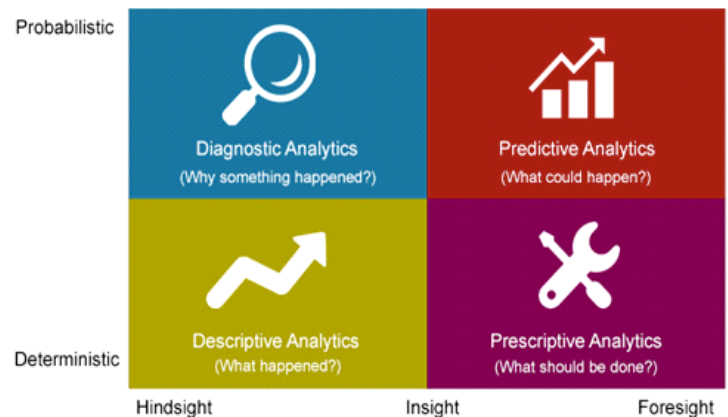 Probabilistic
Diagnostic Analytics
(Why something happened?)
Predictive Analytics
(What could happen?)
Descriptive Analytics
(What happened?)
Prescriptive Analytics
(What should be done?)
Deterministic
Hindsight
Insight
Foresight